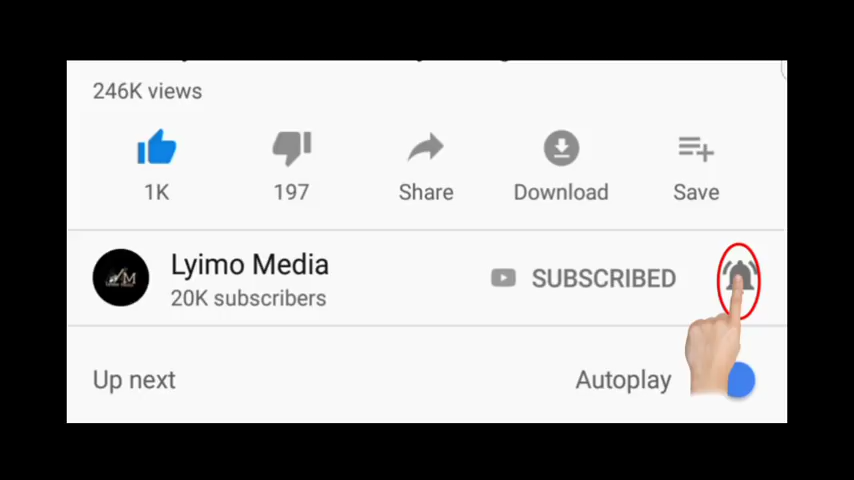 246K views
1K 197 Share Download Save
Lyimo Media
SUBSCRIBED
20K subscribers
Up next Autoplay